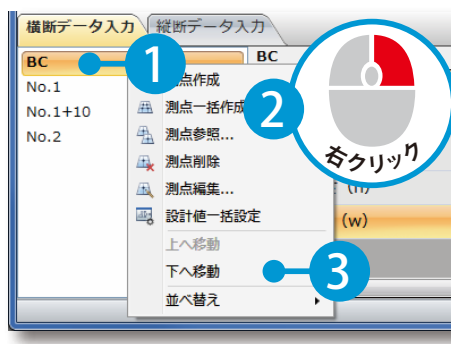 横断データ入力 縦断データ入力
BC
BC
No.1
No.1+10
No.2
1
測点作成
測点一括作成
測点参照...
測点削除
測点編集...
設計値一括設定
上へ移動
下へ移動
並べ替え
2
右クリック
(w)
3